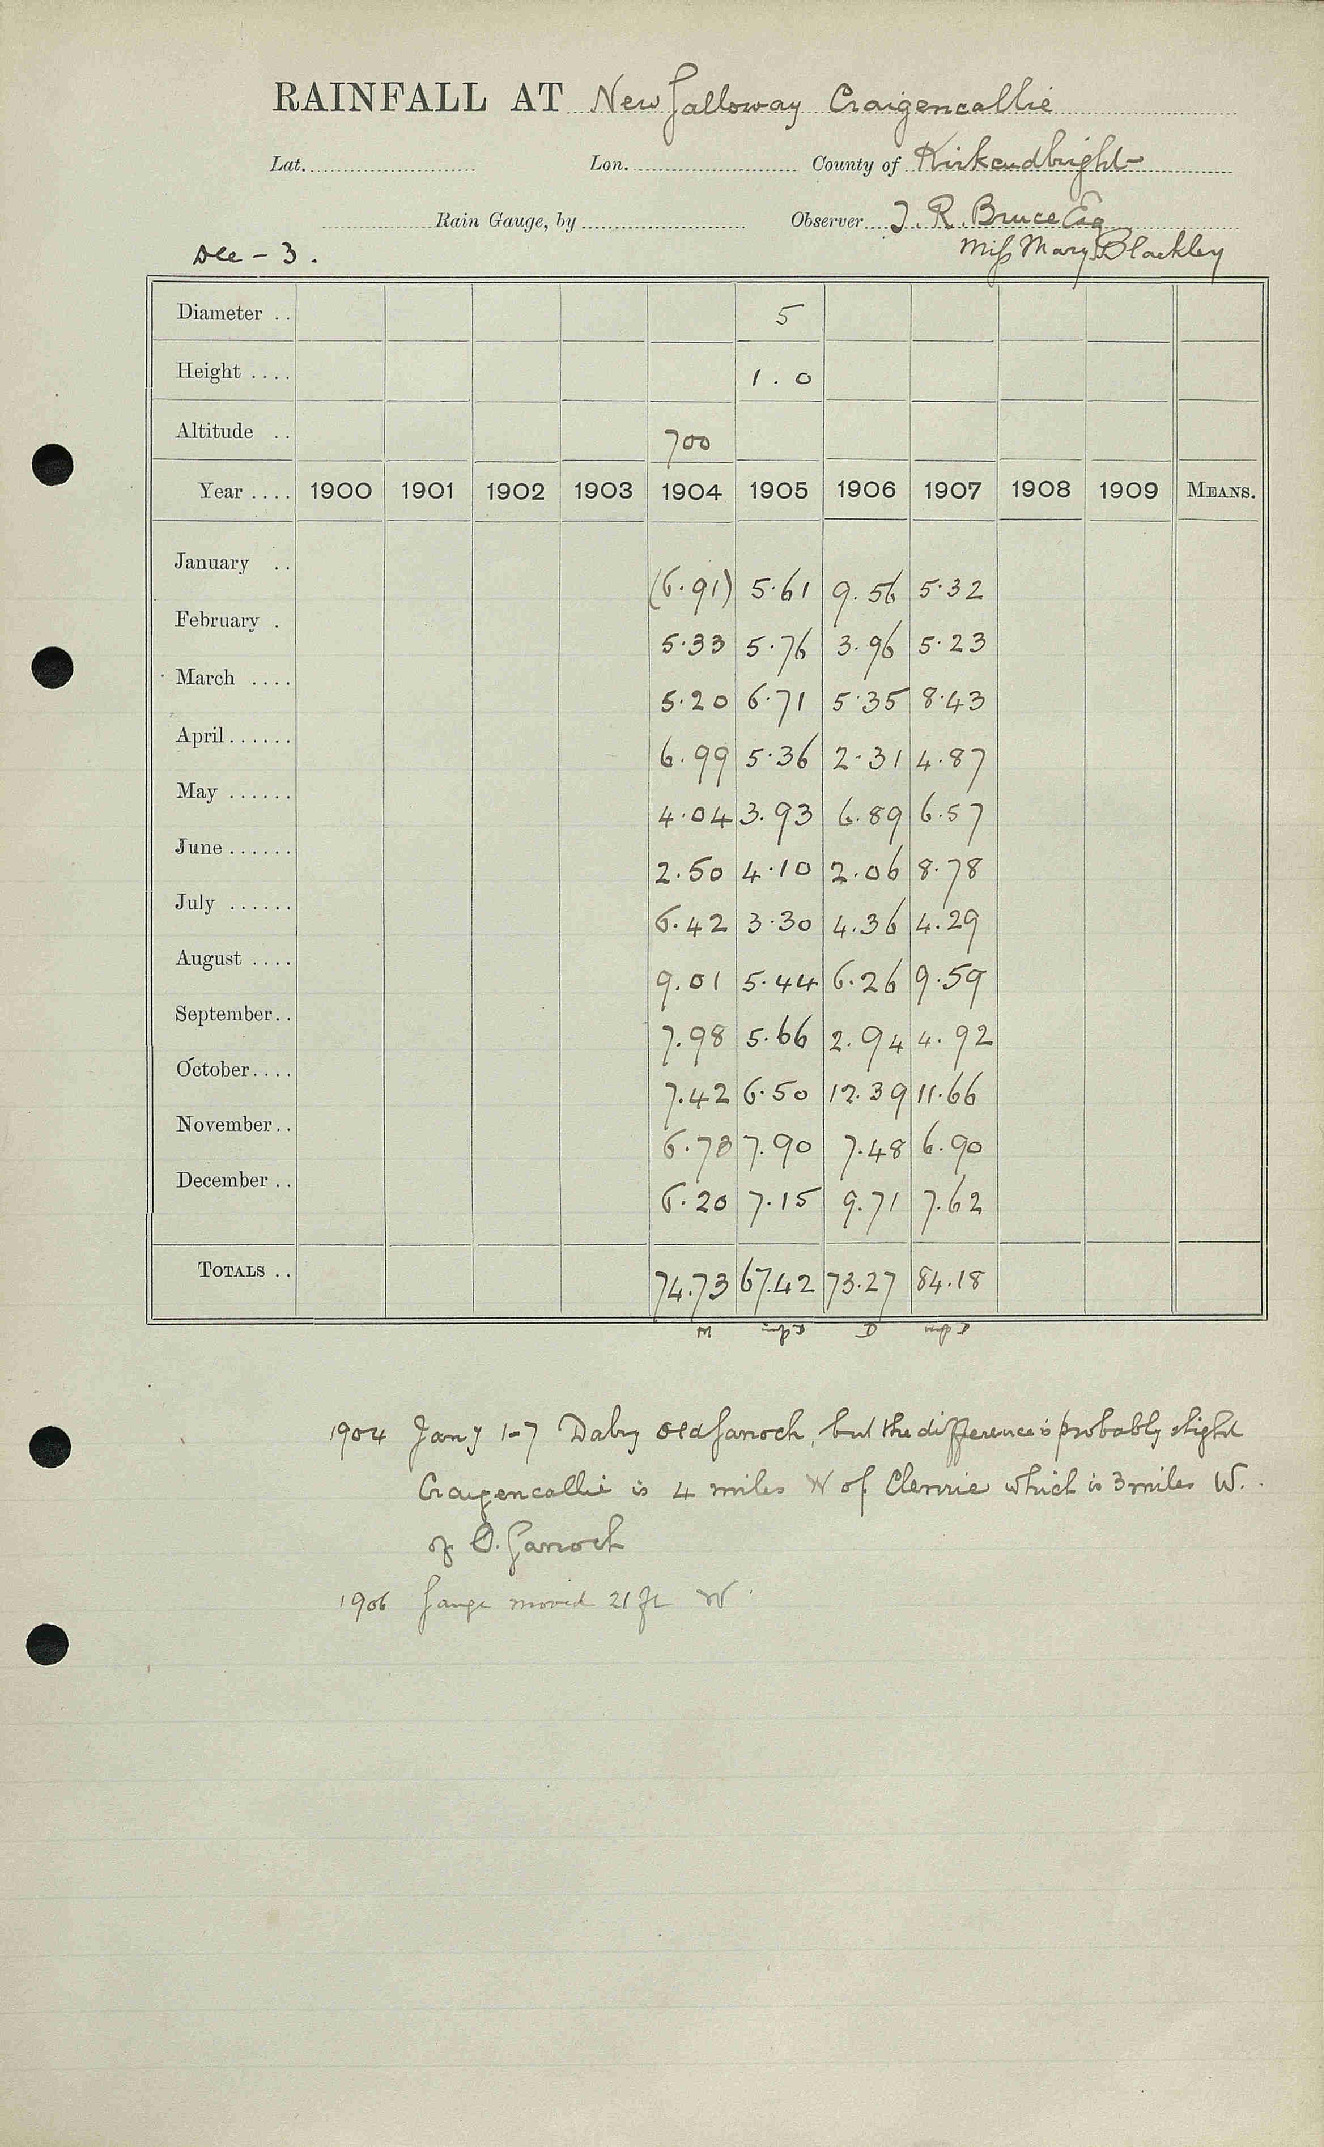 RAINFALL AT New Galloway Craigencallie
Lat. Lon. County of Kirkcudbright
Rain Gauge, by Observer J. R. Bruce Esq
Dee - 3. Miss Mary Blackley
Diameter .. 5
Height .... 1.0
Altitude .. 700
Year .... 1900 1901 1902 1903 1904 1905 1906 1907 1908 1909 MEANS.
January .. (6.91) 5.61 9.56 5.32
February . 5.33 5.76 3.96 5.23
March .... 5.20 6.71 5.35 8.43
April...... 6.99 5.36 2.31 4.87
May ...... 4.04 3.93 6.89 6.57
June...... 2.50 4.10 2.06 8.78
July ...... 6.42 3.30 4.36 4.29
August .... 9.01 5.44 6.26 9.59
September.. 7.98 5.66 2.94 4.92
October.... 7.42 6.50 12.39 11.66
November.. 6.73 7.90 7.48 6.90
December .. 6.20 7.15 9.71 7.62
TOTALS .. 74.73 67.42 73.27 84.18
M D
1904 Jany 1-7 Dalry Old Garroch, but the difference is probably slight
Craigencallie is 4 miles W of Clennie which is 3 miles W.
of O. Garroch
1906 Gauge moved 21 ft W